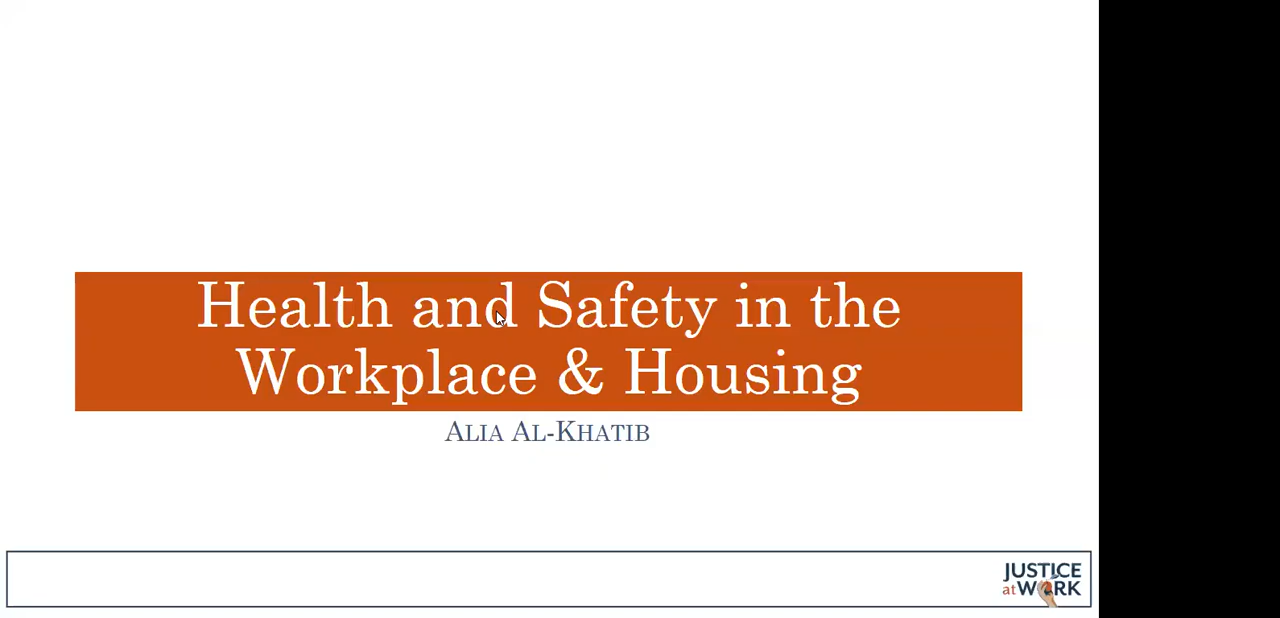 Health and Safety in the
Workplace & Housing
ALIA AL-KHATIB
JUSTICE
at WORK